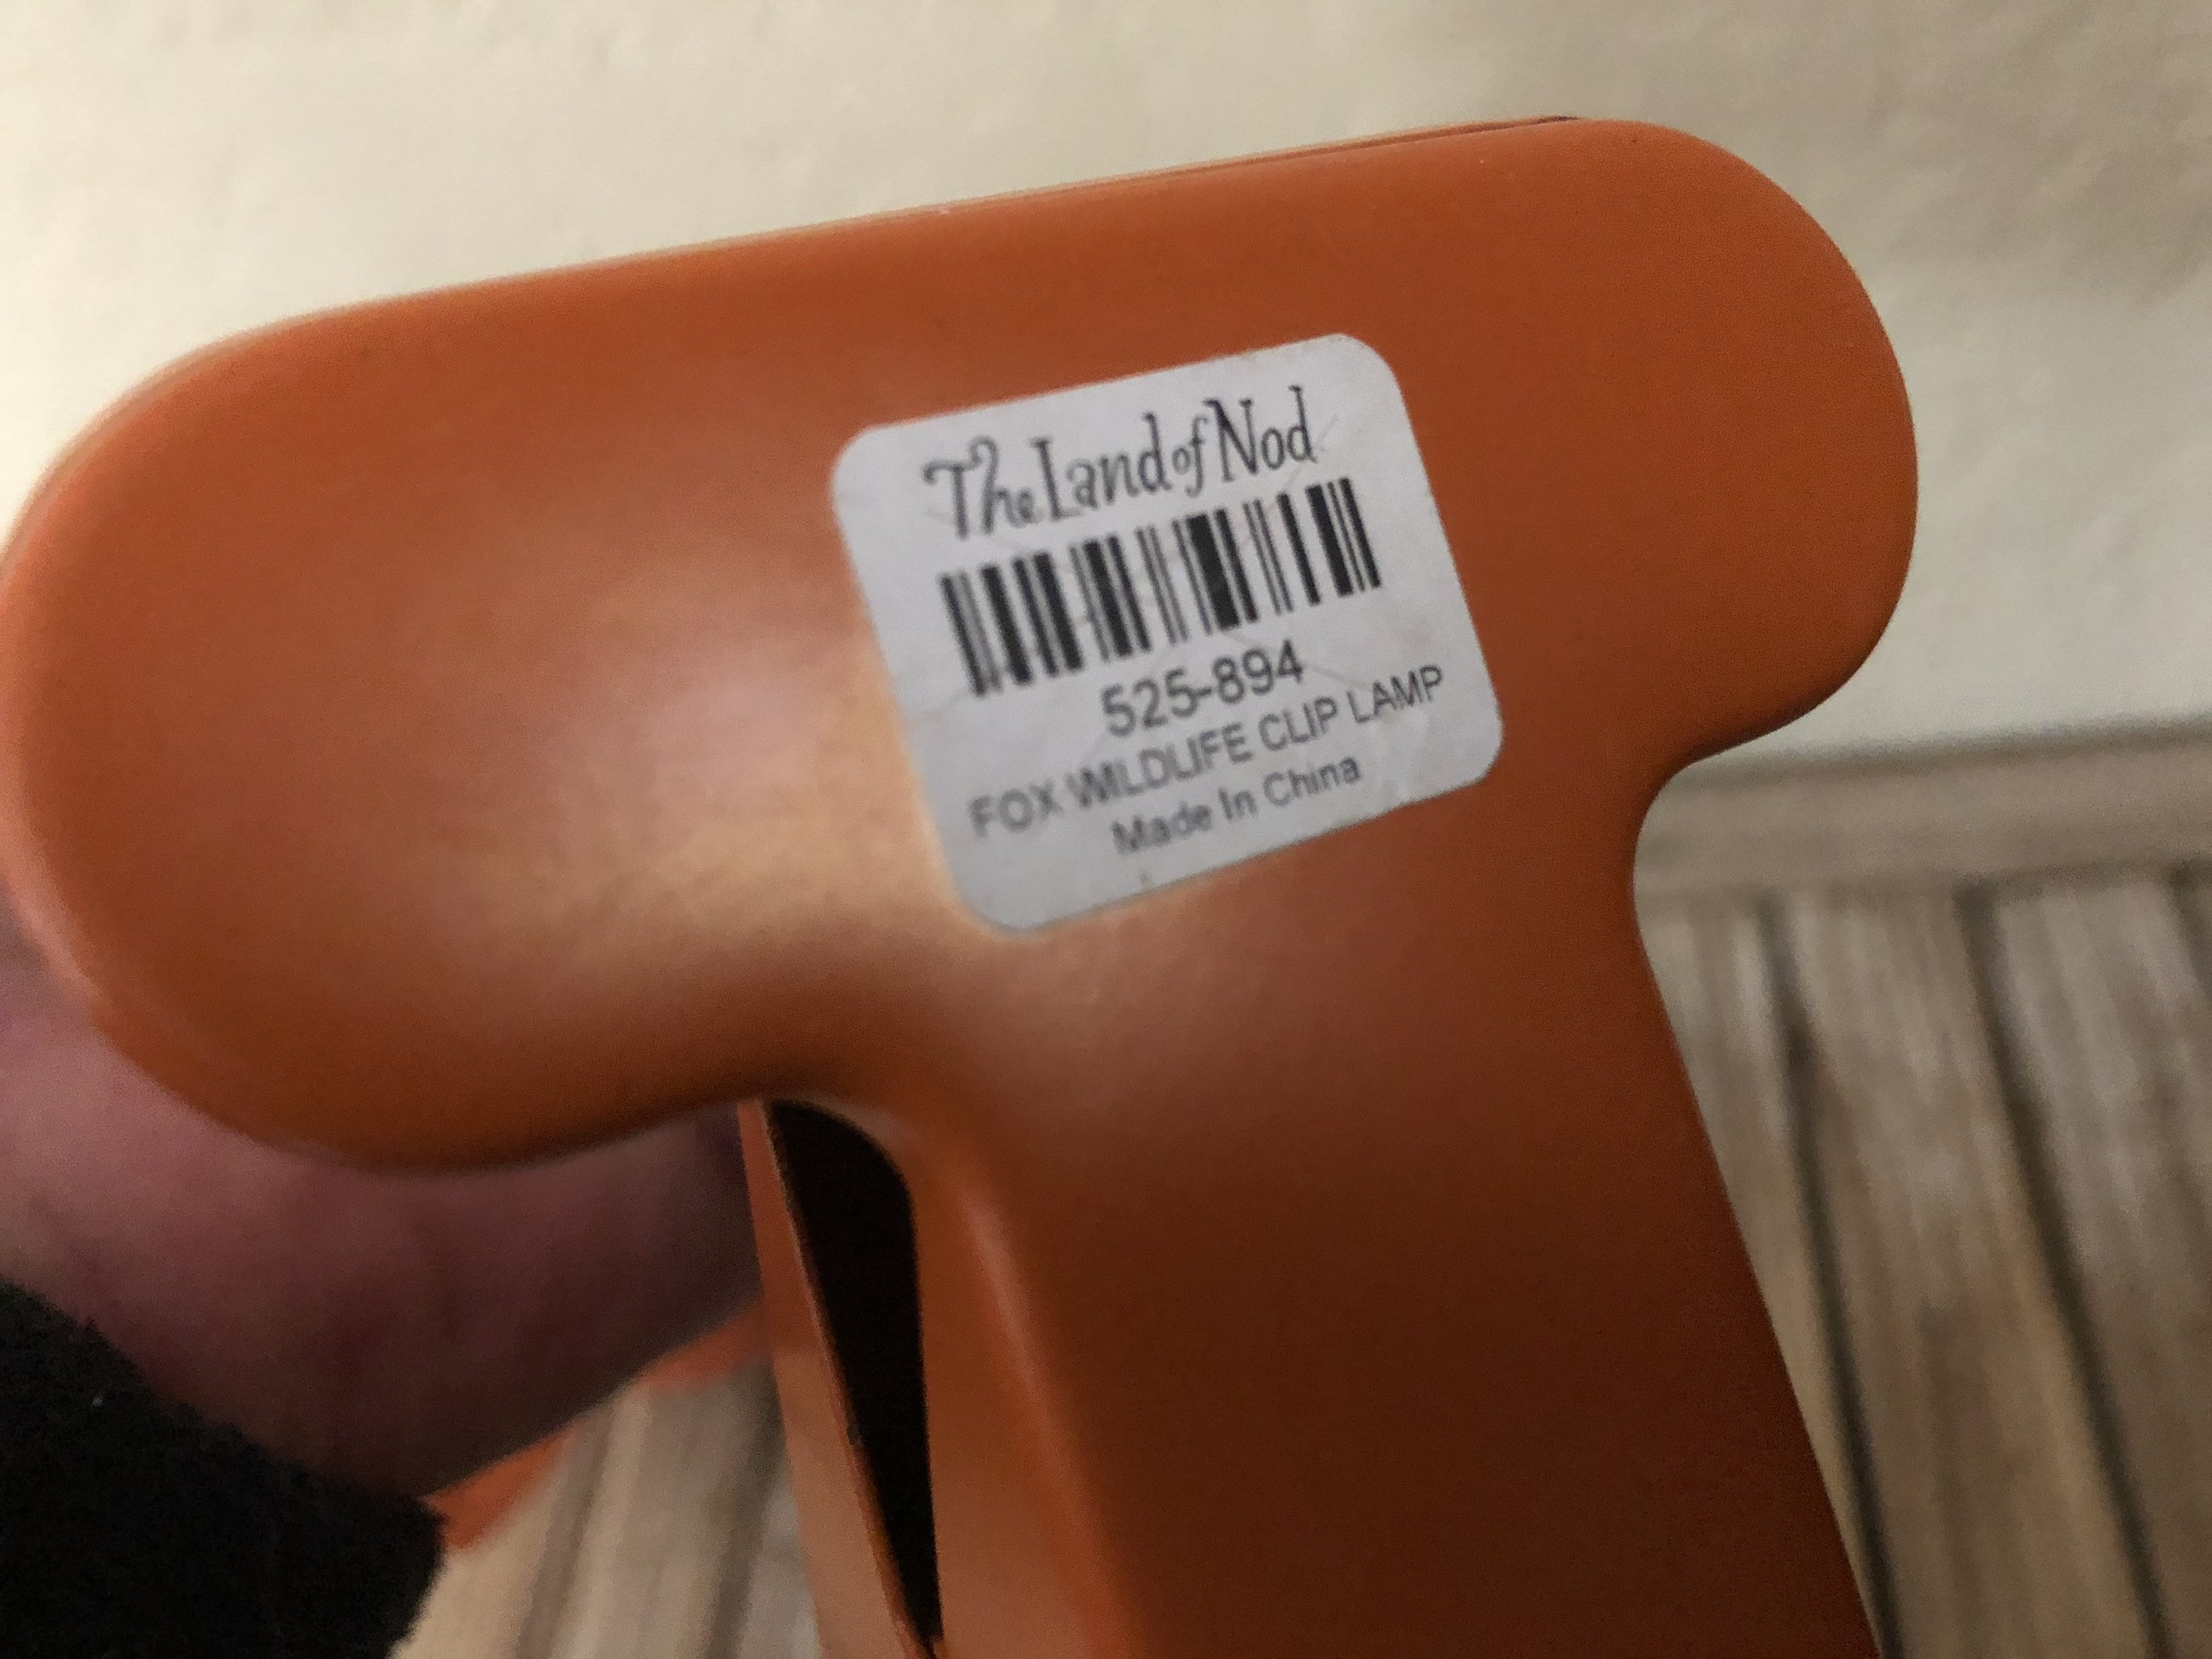 The Land of Nod
525-894
FOX WILDLIFE CLIP LAMP
Made In China